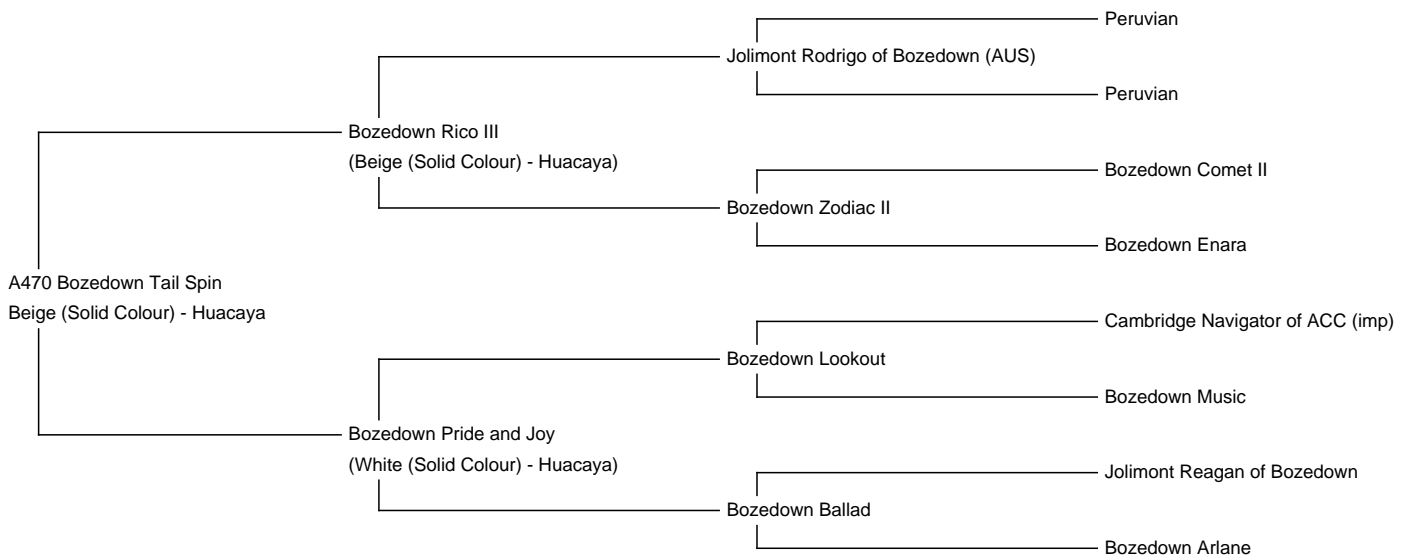 Peruvian
Jolimont Rodrigo of Bozedown (AUS)
Peruvian
Bozedown Rico III
(Beige (Solid Colour) - Huacaya)
Bozedown Comet II
Bozedown Zodiac II
Bozedown Enara
A470 Bozedown Tail Spin
Beige (Solid Colour) - Huacaya
Cambridge Navigator of ACC (imp)
Bozedown Lookout
Bozedown Music
Bozedown Pride and Joy
(White (Solid Colour) - Huacaya)
Jolimont Reagan of Bozedown
Bozedown Ballad
Bozedown Arlane